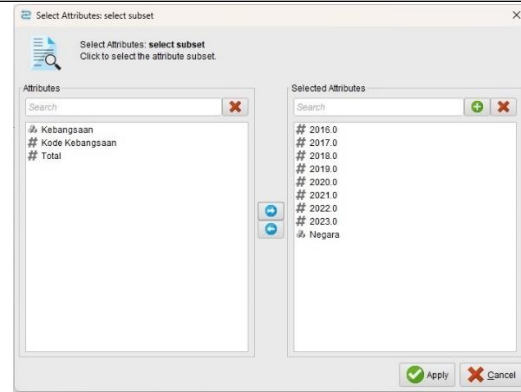 Select Attributes: select subset
Select Attributes: select subset
Click to select the attribute subset.
Attributes
Search
Kebangsaan
# Kode Kebangsaan
# Total
Selected Attributes
Search
# 2016.0
# 2017.0
# 2018.0
# 2019.0
# 2020.0
# 2021.0
# 2022.0
# 2023.0
Negara
Apply
Cancel